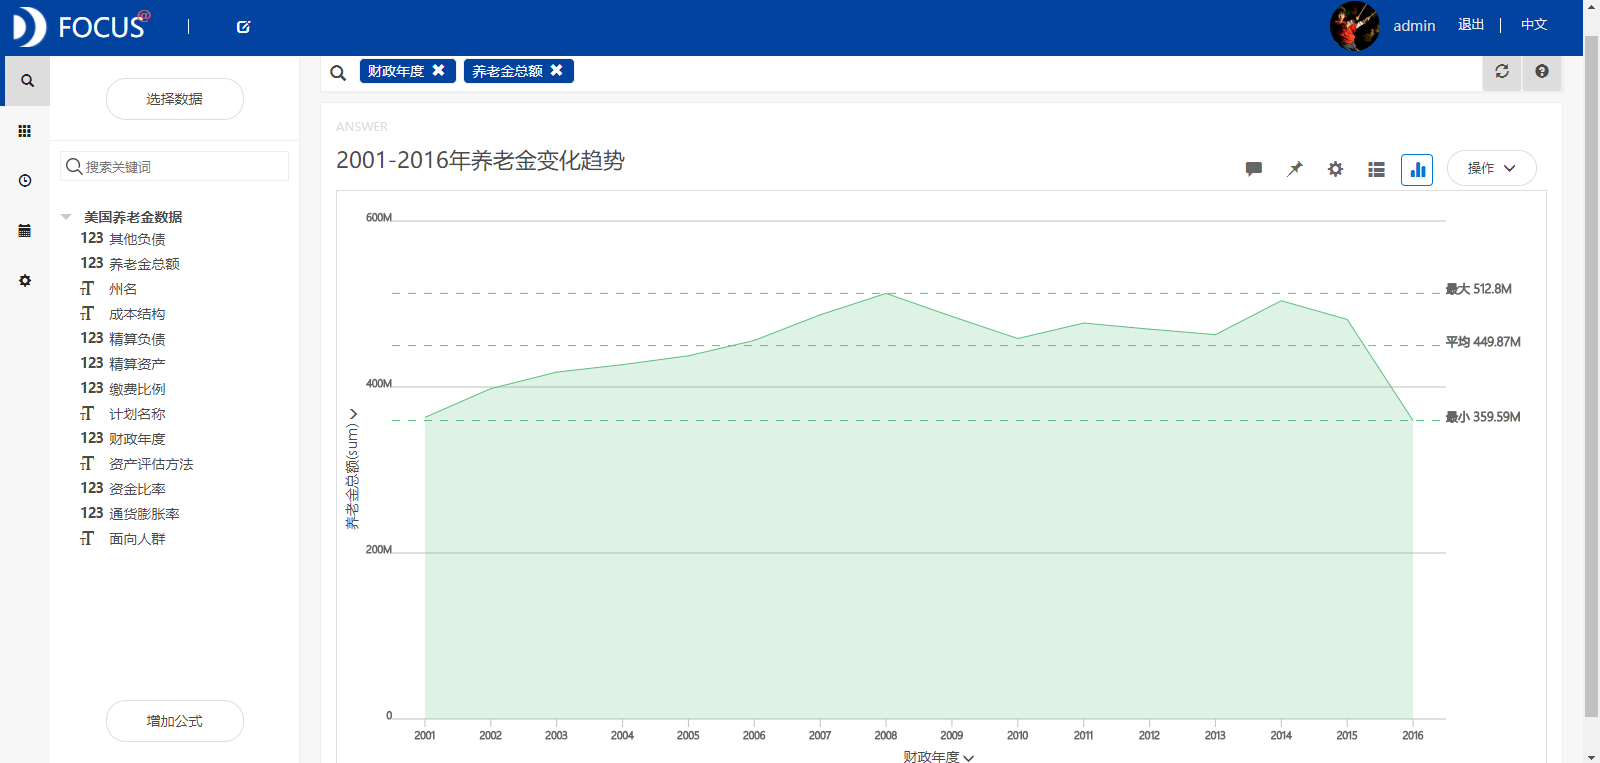 FOCUS@
admin 退出 中文
选择数据
财政年度 养老金总额
搜索关键词
美国养老金数据
123 其他负债
123 养老金总额
TT 州名
TT 成本结构
123 精算负债
123 精算资产
123 缴费比例
TT 计划名称
123 财政年度
TT 资产评估方法
123 资金比率
123 通货膨胀率
TT 面向人群
增加公式
ANSWER
2001-2016年养老金变化趋势
操作
600M
400M
200M
0
养老金总额(sum)
最大 512.8M
平均 449.87M
最小 359.59M
2001 2002 2003 2004 2005 2006 2007 2008 2009 2010 2011 2012 2013 2014 2015 2016
财政年度